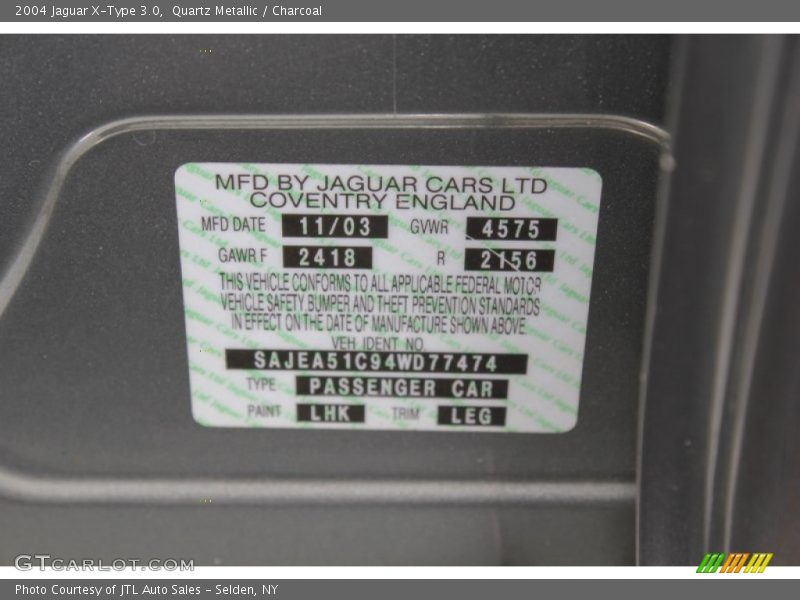 2004 Jaguar X-Type 3.0,  Quartz Metallic / Charcoal
MFD BY JAGUAR CARS LTD
COVENTRY ENGLAND
MFD DATE 11/03 GVWR 4575
GAWR F 2418 R 2156
THIS VEHICLE CONFORMS TO ALL APPLICABLE FEDERAL MOTOR
VEHICLE SAFETY BUMPER AND THEFT PREVENTION STANDARDS
IN EFFECT ON THE DATE OF MANUFACTURE SHOWN ABOVE
VEH. IDENT NO.
SAJEA51C94WD77474
TYPE PASSENGER CAR
PAINT LHK TRIM LEG
GTCARLOT.COM
Photo Courtesy of JTL Auto Sales - Selden, NY